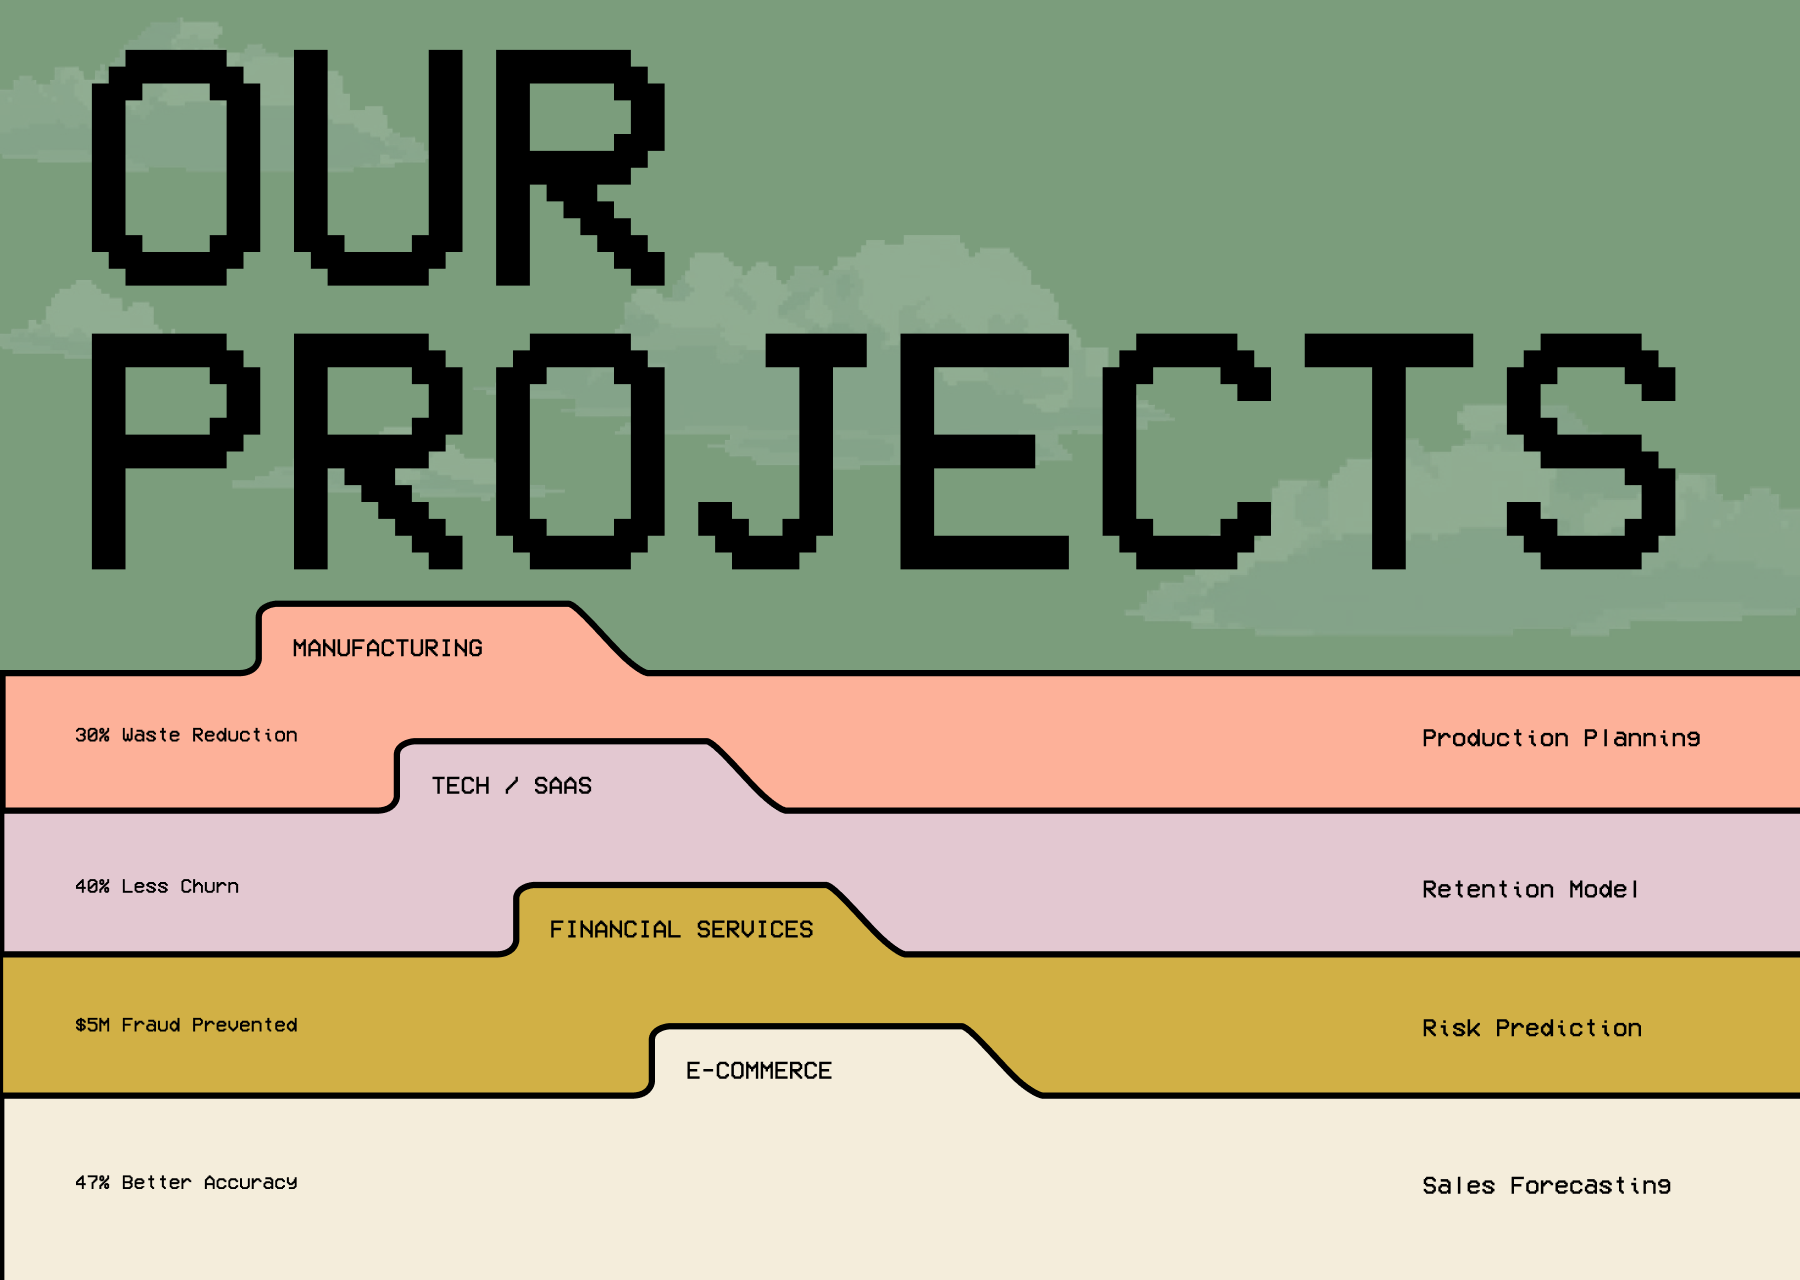 OUR
PROJECTS
MANUFACTURING
30% Waste Reduction
Production Planning
TECH / SAAS
40% Less Churn
Retention Model
FINANCIAL SERVICES
$5M Fraud Prevented
Risk Prediction
E-COMMERCE
47% Better Accuracy
Sales Forecasting